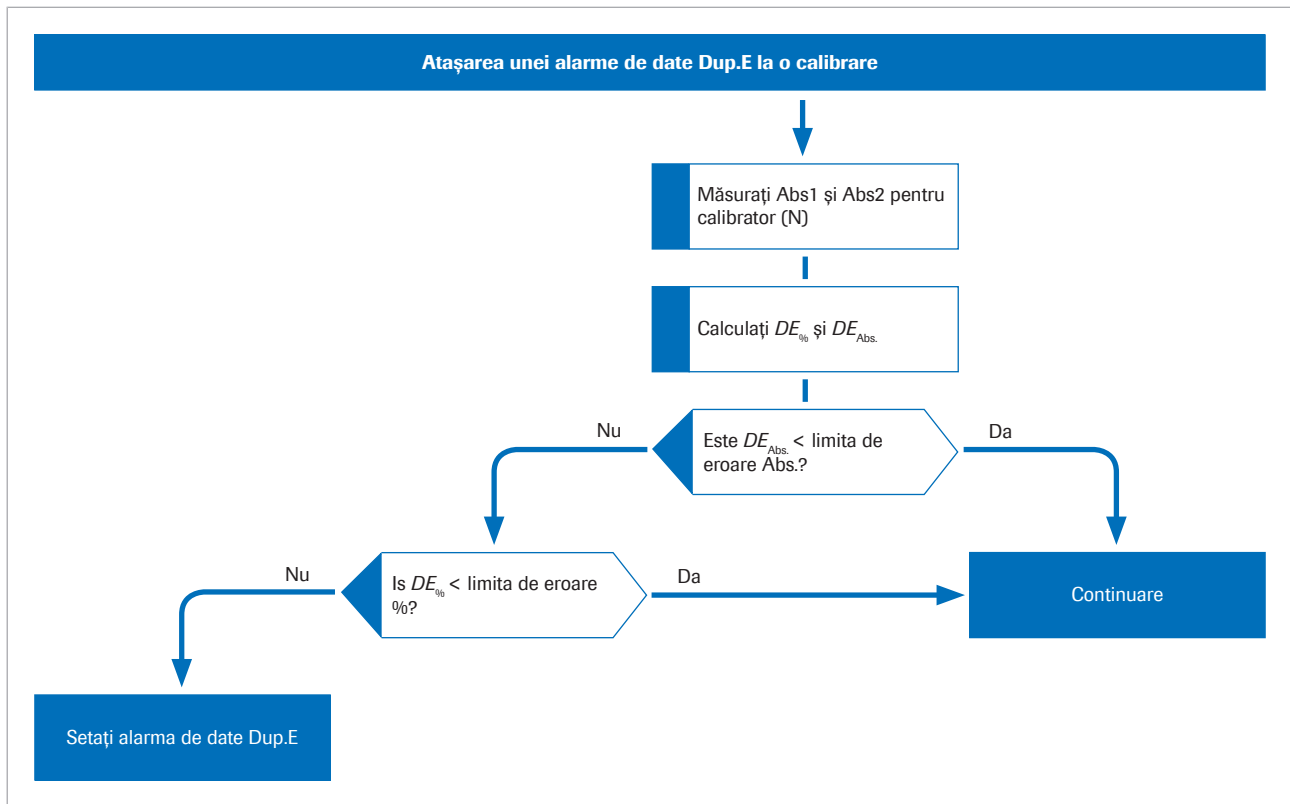 Atașarea unei alarme de date Dup.E la o calibrare
Măsurați Abs1 și Abs2 pentru
calibrator (N)
Calculați DE% și DEAbs.
Nu
Este DEAbs. < limita de
eroare Abs.?
Da
Nu
Is DE% < limita de eroare
%?
Da
Continuare
Setați alarma de date Dup.E